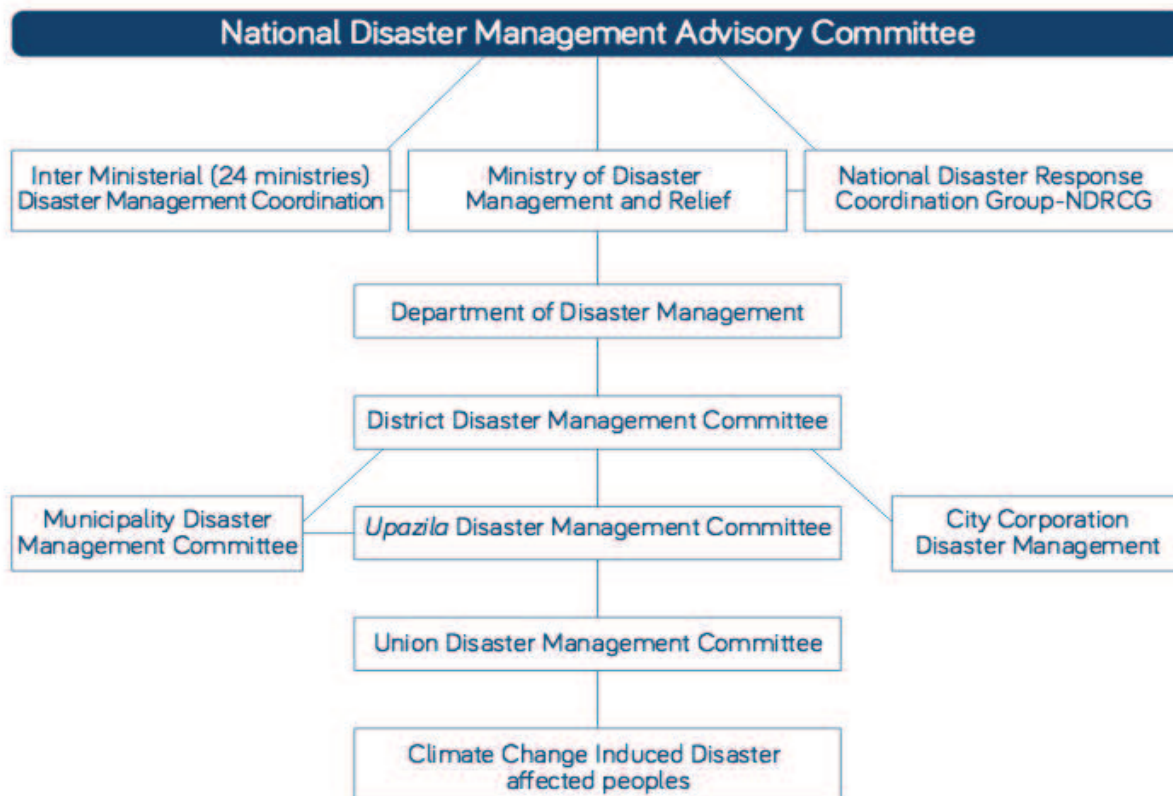 National Disaster Management Advisory Committee
Inter Ministerial (24 ministries)
Disaster Management Coordination
Ministry of Disaster
Management and Relief
National Disaster Response
Coordination Group-NDRCG
Department of Disaster Management
District Disaster Management Committee
Municipality Disaster
Management Committee
Upazila Disaster Management Committee
City Corporation
Disaster Management
Union Disaster Management Committee
Climate Change Induced Disaster
affected peoples